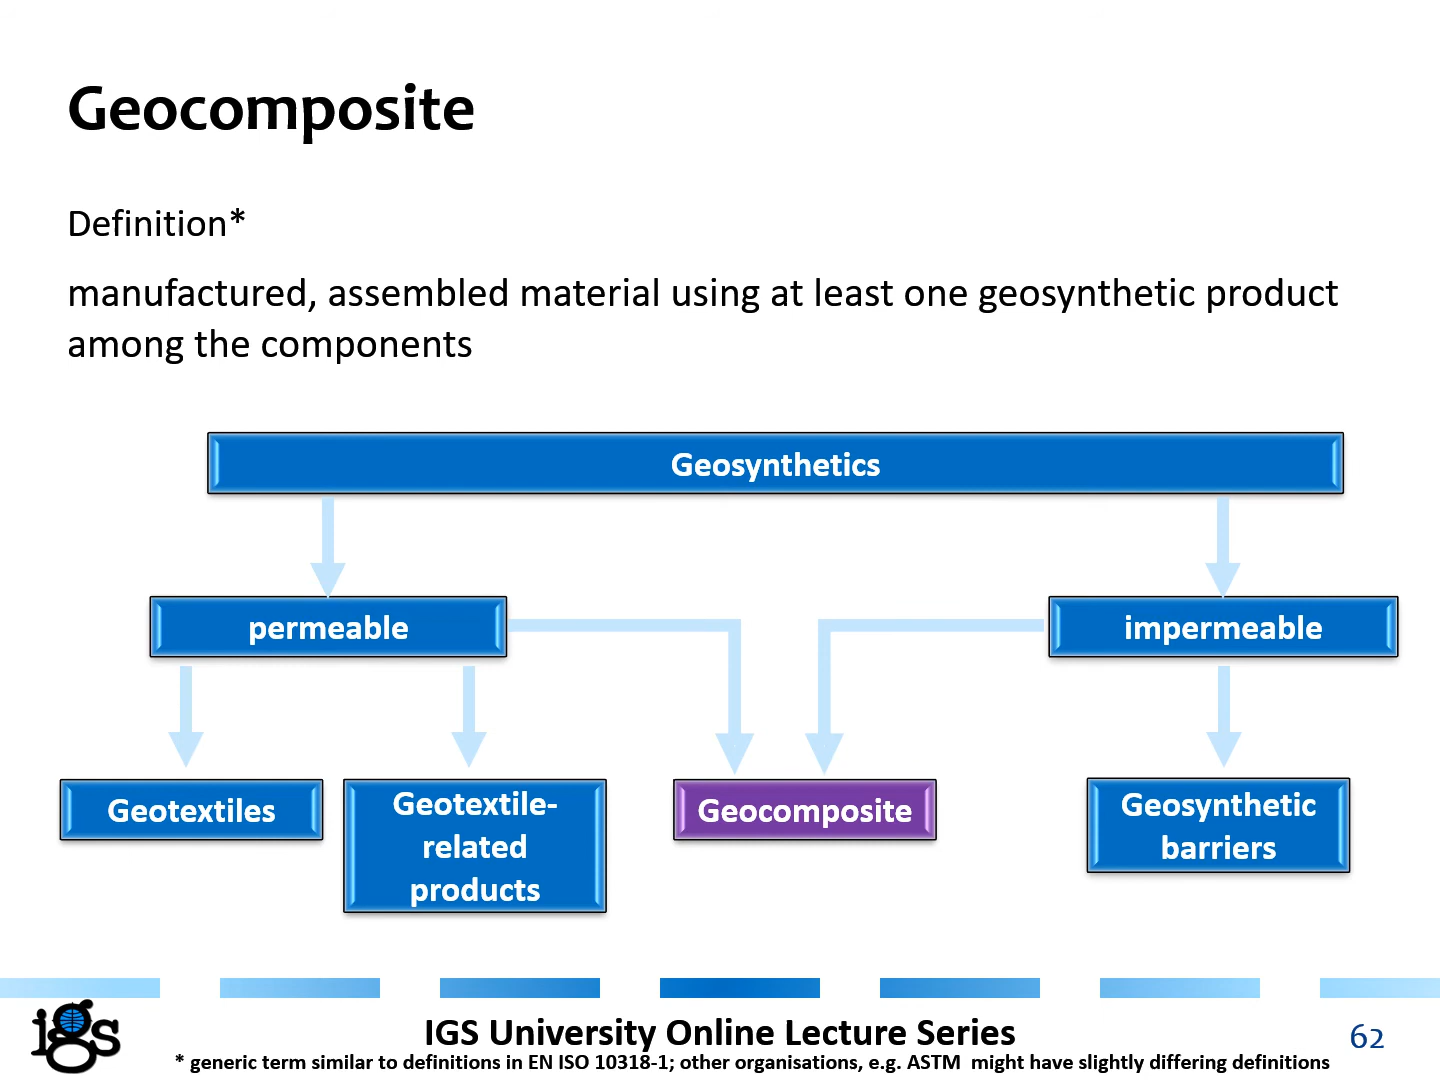 Geocomposite
Definition*
manufactured, assembled material using at least one geosynthetic product
among the components
Geosynthetics
permeable
impermeable
Geotextiles
Geotextile-
related
products
Geocomposite
Geosynthetic
barriers
igs
IGS University Online Lecture Series
62
* generic term similar to definitions in EN ISO 10318-1; other organisations, e.g. ASTM  might have slightly differing definitions